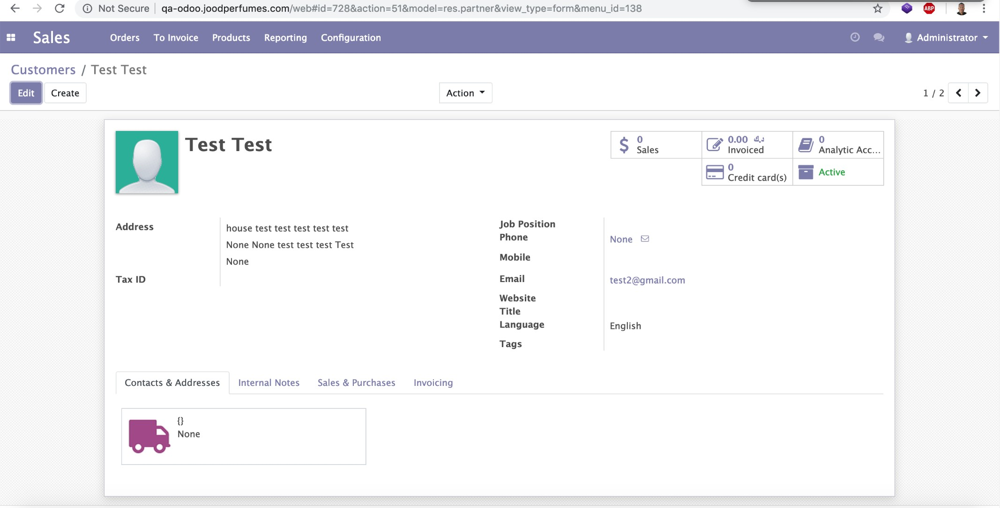 Not Secure qa-odoo.joodperfumes.com/web#id=728&action=51&model=res.partner&view_type=form&menu_id=138 ABP
Sales Orders To Invoice Products Reporting Configuration Administrator
Customers / Test Test
Edit Create Action 1 / 2
Test Test
0
Sales
0.00 د.ك
Invoiced
0
Analytic Acc...
0
Credit card(s)
Active
Address
house test test test test test
None None test test test Test
None
Tax ID
Job Position
Phone None
Mobile
Email test2@gmail.com
Website
Title
Language English
Tags
Contacts & Addresses Internal Notes Sales & Purchases Invoicing
{}
None